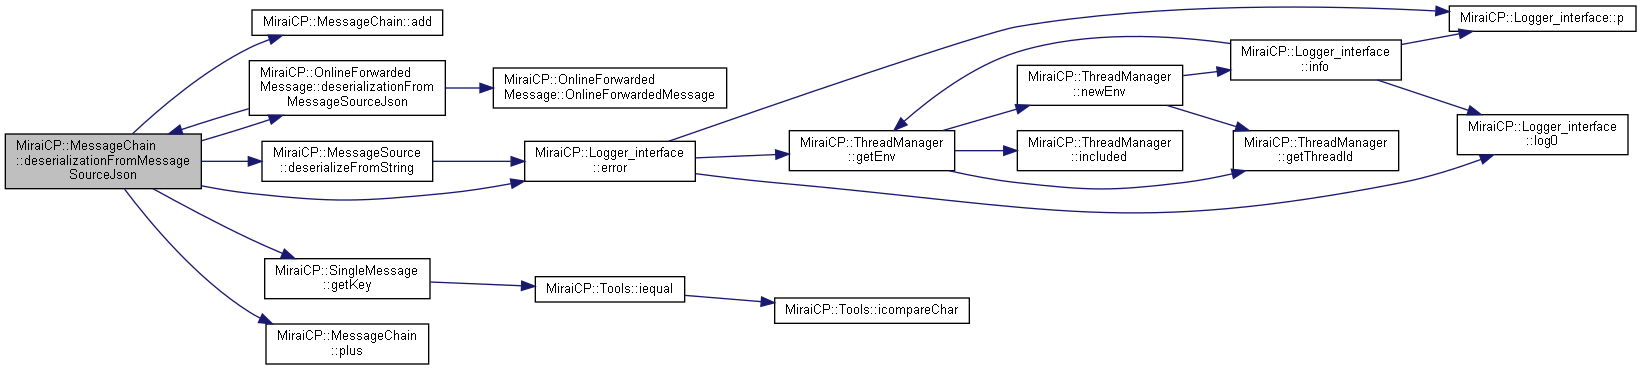 MiraiCP::MessageChain
::deserializationFromMessage
SourceJson
MiraiCP::MessageChain::add
MiraiCP::OnlineForwarded
Message::deserializationFrom
MessageSourceJson
MiraiCP::MessageSource
::deserializeFromString
MiraiCP::SingleMessage
::getKey
MiraiCP::MessageChain
::plus
MiraiCP::OnlineForwarded
Message::OnlineForwardedMessage
MiraiCP::Logger_interface
::error
MiraiCP::Tools::iequal
MiraiCP::ThreadManager
::getEnv
MiraiCP::Tools::icompareChar
MiraiCP::ThreadManager
::newEnv
MiraiCP::ThreadManager
::included
MiraiCP::Logger_interface
::info
MiraiCP::ThreadManager
::getThreadId
MiraiCP::Logger_interface::p
MiraiCP::Logger_interface
::log0